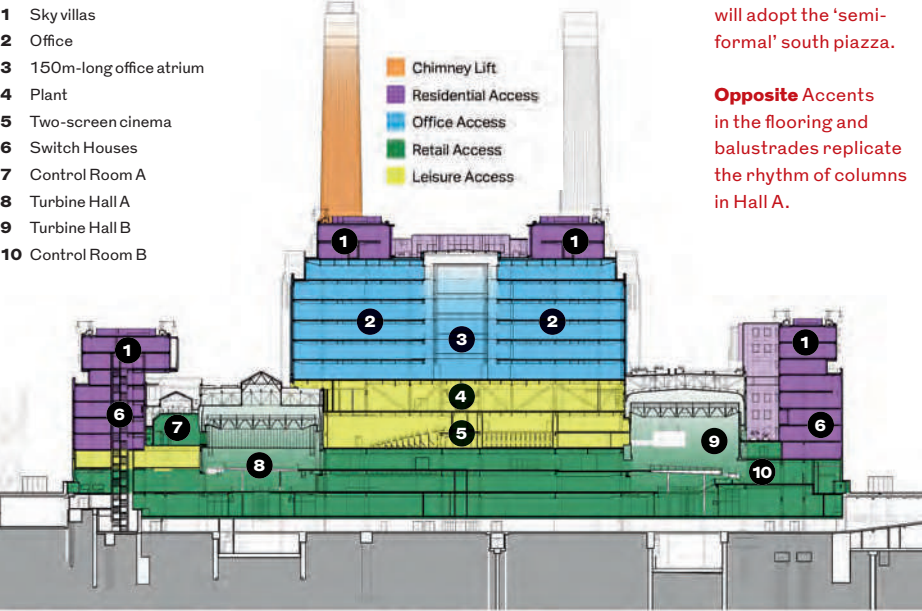 1 Sky villas
2 Office
3 150m-long office atrium
4 Plant
5 Two-screen cinema
6 Switch Houses
7 Control Room A
8 Turbine Hall A
9 Turbine Hall B
10 Control Room B
Chimney Lift
Residential Access
Office Access
Retail Access
Leisure Access
will adopt the ‘semi-
formal’ south piazza.
Opposite Accents
in the flooring and
balustrades replicate
the rhythm of columns
in Hall A.
1
1
2
2
3
1
1
4
6
7
5
6
9
8
10